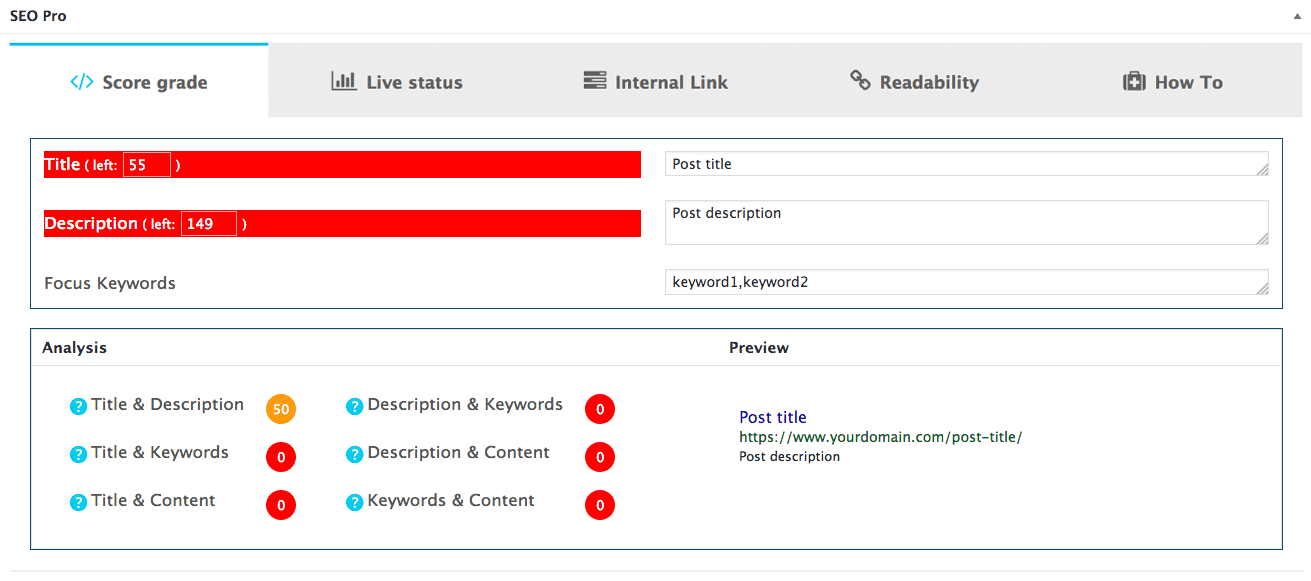 SEO Pro
Score grade
Live status
Internal Link
Readability
How To
Title ( left: 55 )
Post title
Description ( left: 149 )
Post description
Focus Keywords
keyword1,keyword2
Analysis
Preview
? Title & Description 50
? Description & Keywords 0
? Title & Keywords 0
? Description & Content 0
? Title & Content 0
? Keywords & Content 0
Post title
https://www.yourdomain.com/post-title/
Post description